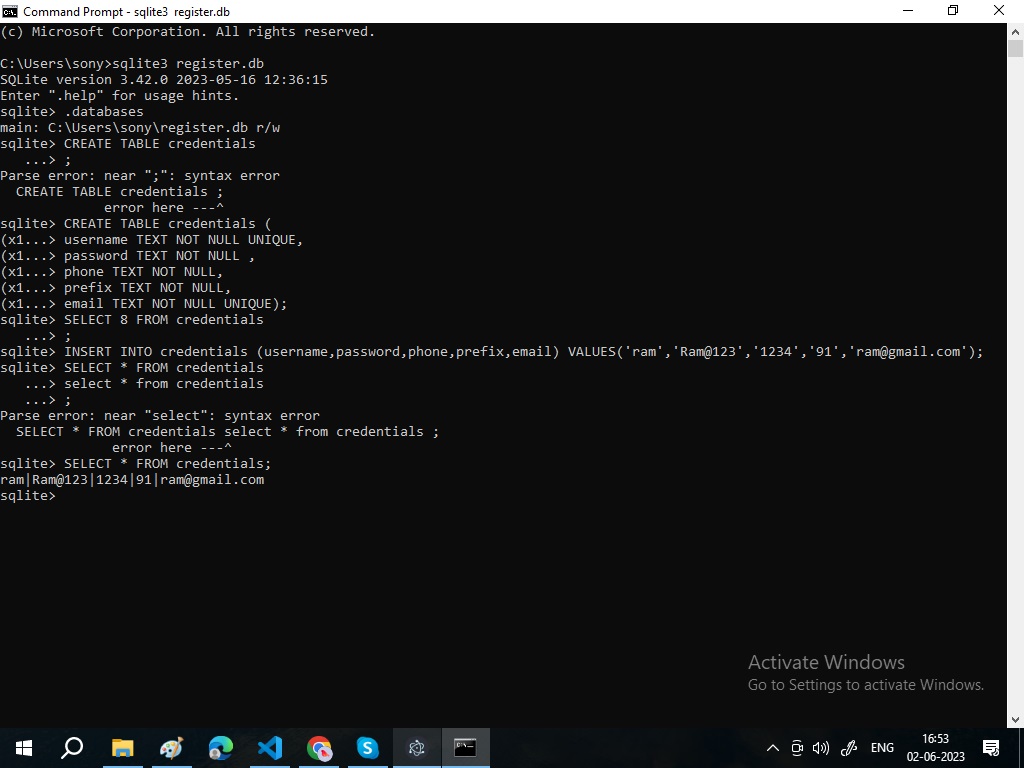 Command Prompt - sqlite3 register.db
(c) Microsoft Corporation. All rights reserved.
C:\Users\sony>sqlite3 register.db
SQLite version 3.42.0 2023-05-16 12:36:15
Enter ".help" for usage hints.
sqlite> .databases
main: C:\Users\sony\register.db r/w
sqlite> CREATE TABLE credentials
   ...> ;
Parse error: near ";": syntax error
  CREATE TABLE credentials ;
             error here ---^
sqlite> CREATE TABLE credentials (
(x1...> username TEXT NOT NULL UNIQUE,
(x1...> password TEXT NOT NULL ,
(x1...> phone TEXT NOT NULL,
(x1...> prefix TEXT NOT NULL,
(x1...> email TEXT NOT NULL UNIQUE);
sqlite> SELECT 8 FROM credentials
   ...> ;
sqlite> INSERT INTO credentials (username,password,phone,prefix,email) VALUES('ram','Ram@123','1234','91','ram@gmail.com');
sqlite> SELECT * FROM credentials
   ...> select * from credentials
   ...> ;
Parse error: near "select": syntax error
  SELECT * FROM credentials select * from credentials ;
              error here ---^
sqlite> SELECT * FROM credentials;
ram|Ram@123|1234|91|ram@gmail.com
sqlite>
Activate Windows
Go to Settings to activate Windows.
ENG
16:53
02-06-2023